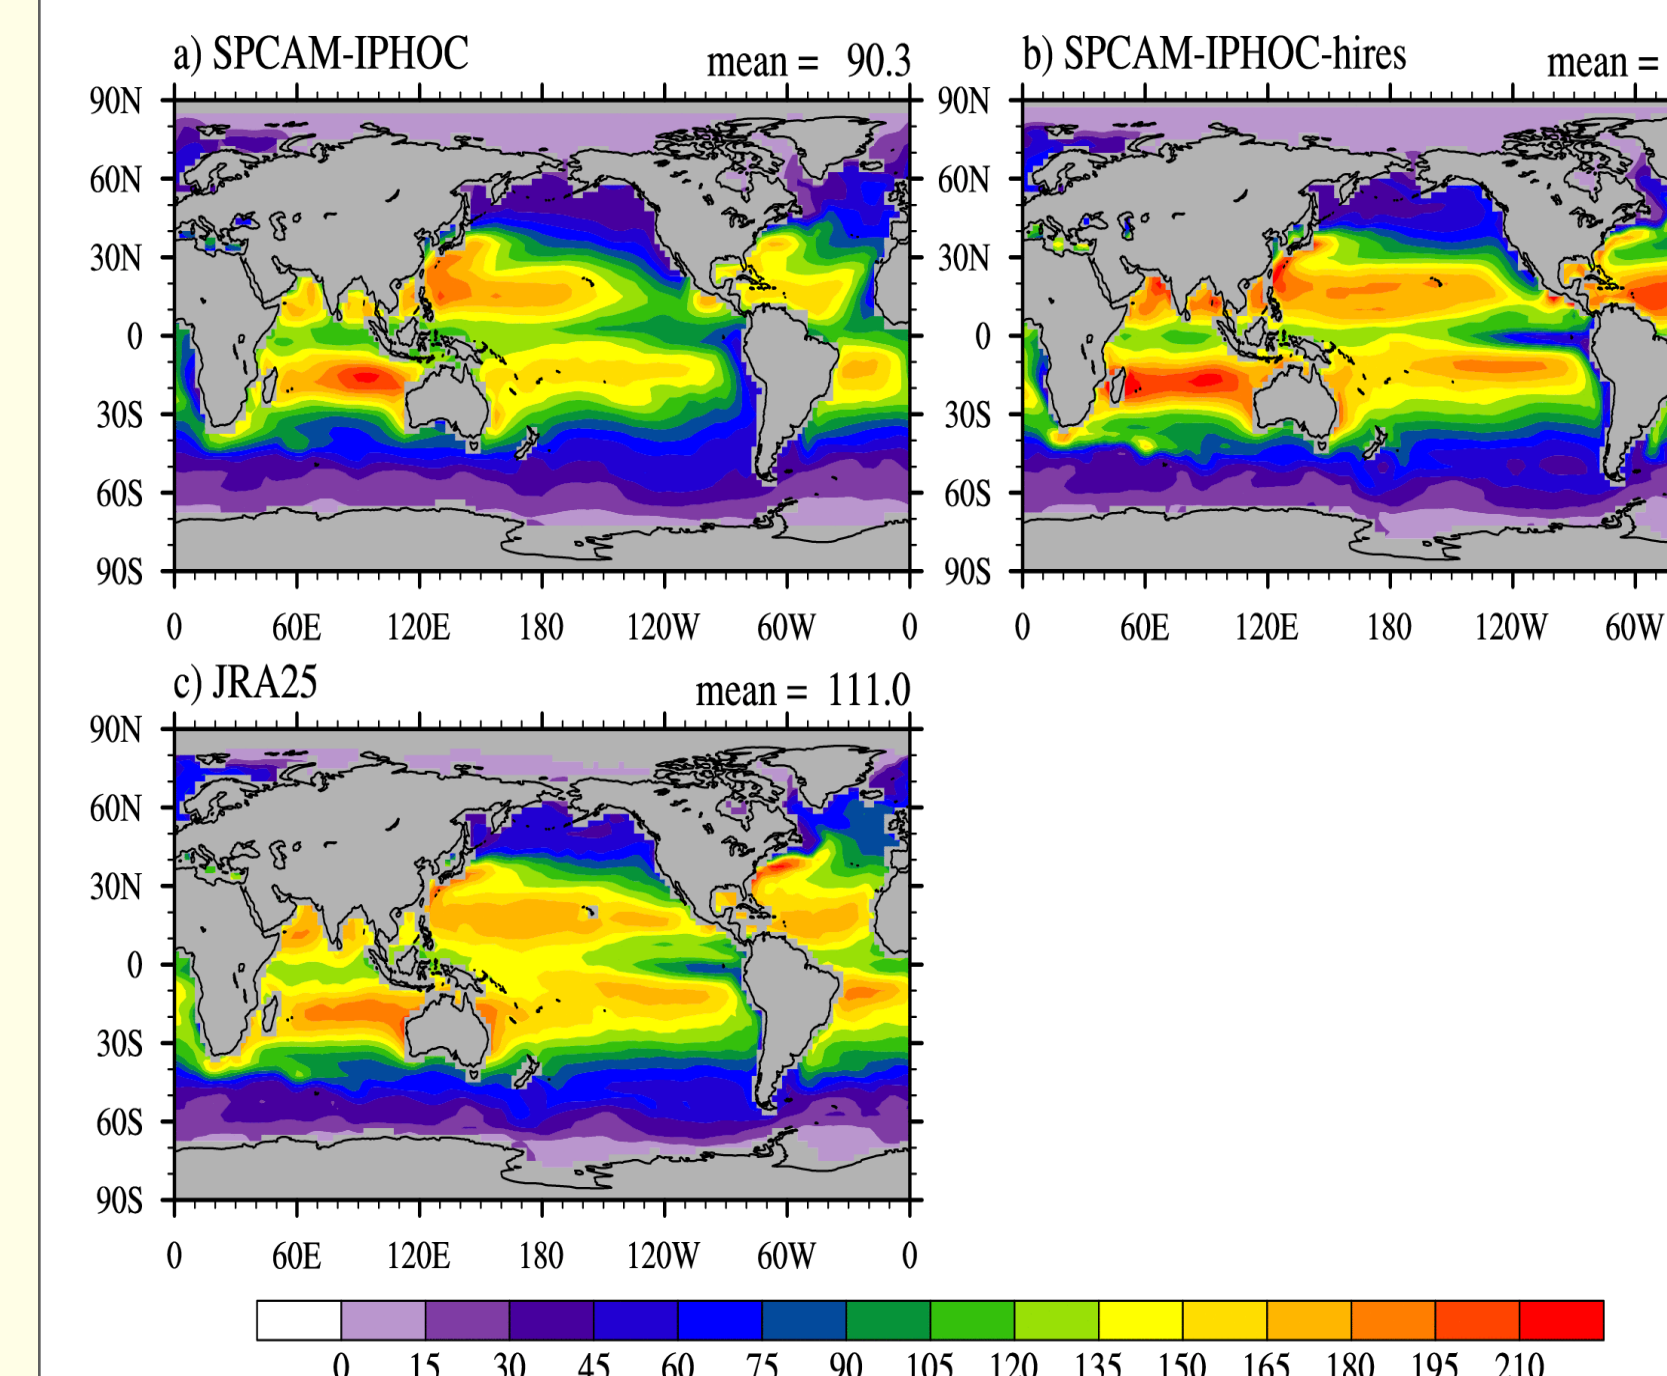 a) SPCAM-IPHOC mean = 90.3
b) SPCAM-IPHOC-hires mean =
90N
60N
30N
0
30S
60S
90S
0 60E 120E 180 120W 60W 0
90N
60N
30N
0
30S
60S
90S
0 60E 120E 180 120W 60W
c) JRA25 mean = 111.0
90N
60N
30N
0
30S
60S
90S
0 60E 120E 180 120W 60W 0
0 15 30 45 60 75 90 105 120 135 150 165 180 195 210